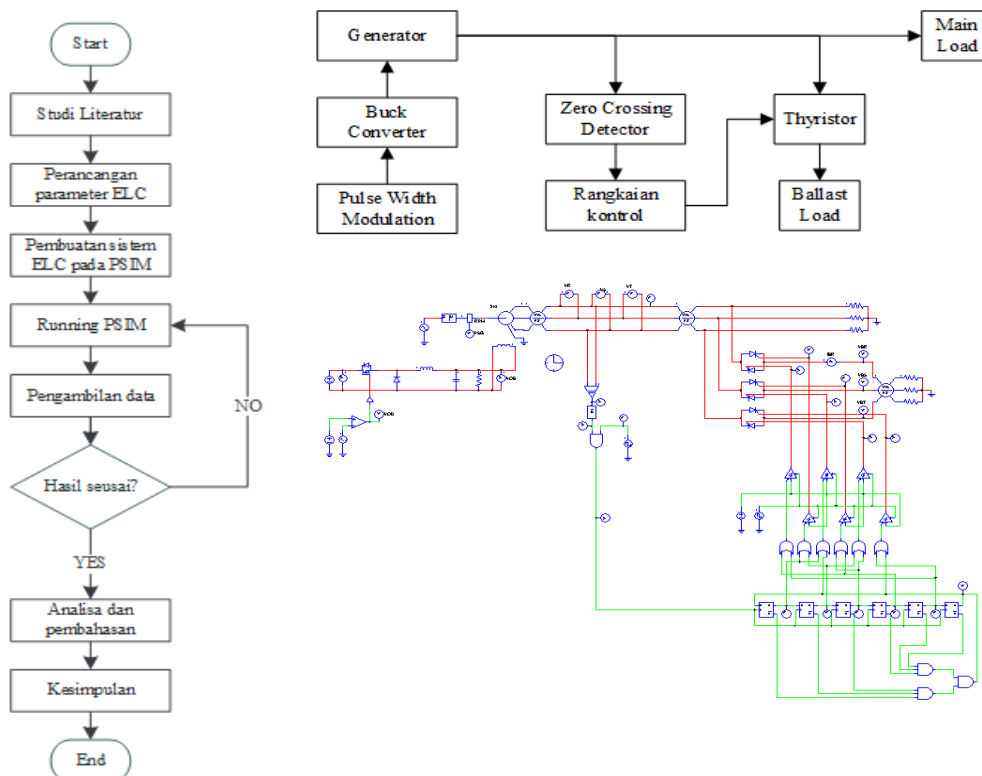 Start
Studi Literatur
Perancangan
parameter ELC
Pembuatan sistem
ELC pada PSIM
Running PSIM
Pengambilan data
NO
Hasil seusai?
YES
Analisa dan
pembahasan
Kesimpulan
End
Generator
Main
Load
Buck
Converter
Zero Crossing
Detector
Thyristor
Pulse Width
Modulation
Rangkaian
kontrol
Ballast
Load